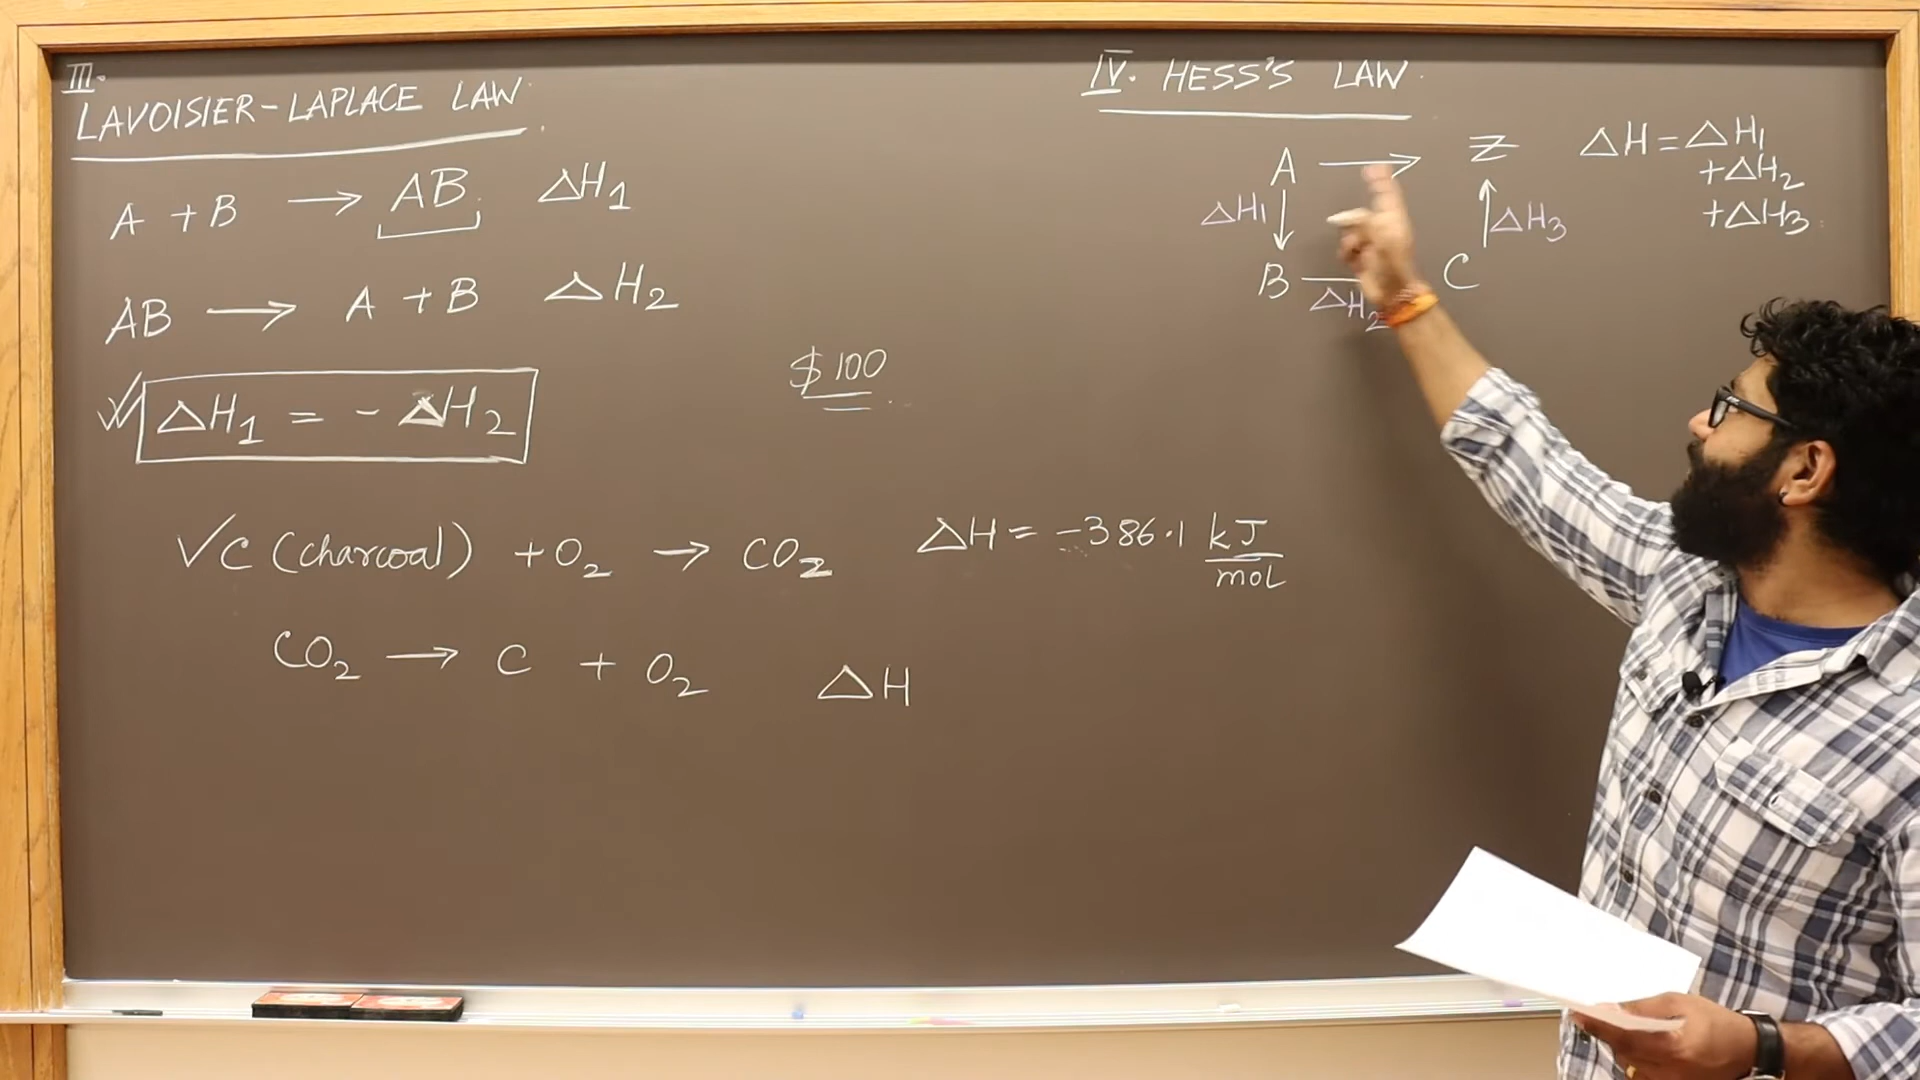 III.
LAVOISIER-LAPLACE LAW.
A + B → AB ΔH1
AB → A + B ΔH2
ΔH1 = - ΔH2
$100
√C (charcoal) + O2 → CO2 ΔH = -386.1 kJ/mol
CO2 → C + O2 ΔH
IV. HESS'S LAW.
A → Z ΔH = ΔH1
+ΔH2
+ΔH3
ΔH1 ↓ ↑ ΔH3
B — C
ΔH2